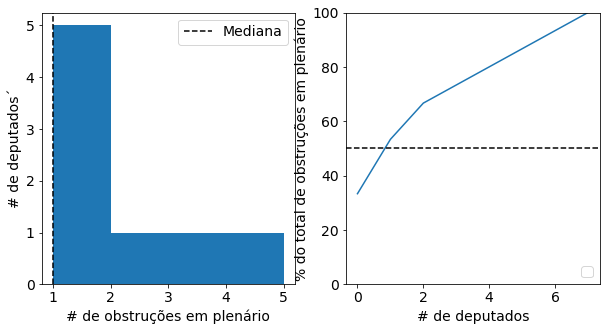 Mediana
# de deputados´
5
4
3
2
1
0
1 2 3 4 5
# de obstruções em plenário
% do total de obstruções em plenário
100
80
60
40
20
0
0 2 4 6
# de deputados